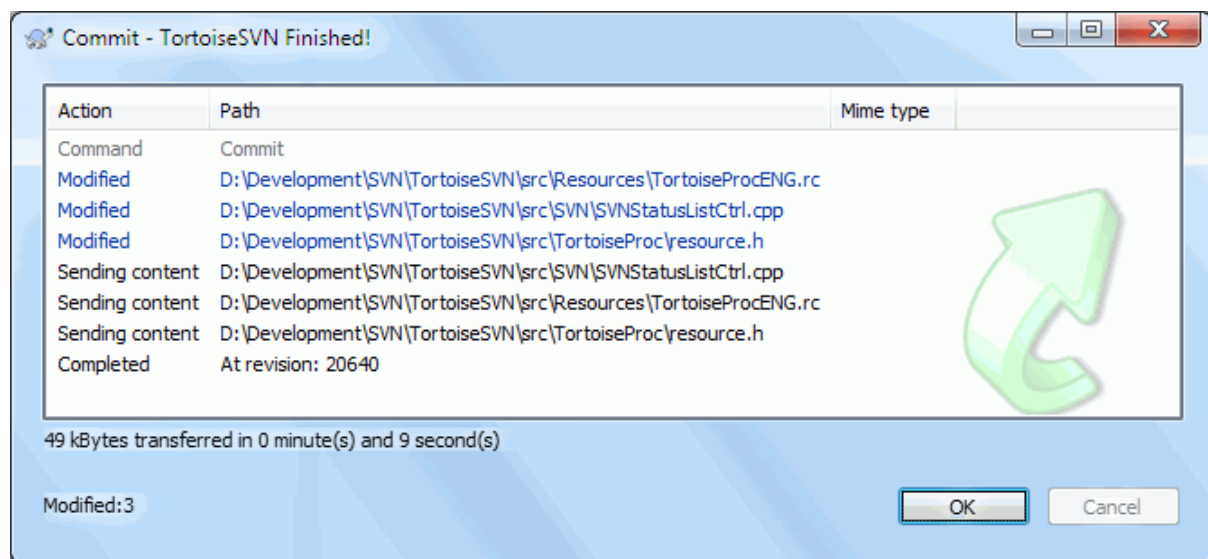 Commit - TortoiseSVN Finished!
Action Path Mime type
Command Commit
Modified D:\Development\SVN\TortoiseSVN\src\Resources\TortoiseProcENG.rc
Modified D:\Development\SVN\TortoiseSVN\src\SVN\SVNStatusListCtrl.cpp
Modified D:\Development\SVN\TortoiseSVN\src\TortoiseProc\resource.h
Sending content D:\Development\SVN\TortoiseSVN\src\SVN\SVNStatusListCtrl.cpp
Sending content D:\Development\SVN\TortoiseSVN\src\Resources\TortoiseProcENG.rc
Sending content D:\Development\SVN\TortoiseSVN\src\TortoiseProc\resource.h
Completed At revision: 20640
49 kBytes transferred in 0 minute(s) and 9 second(s)
Modified:3
OK Cancel